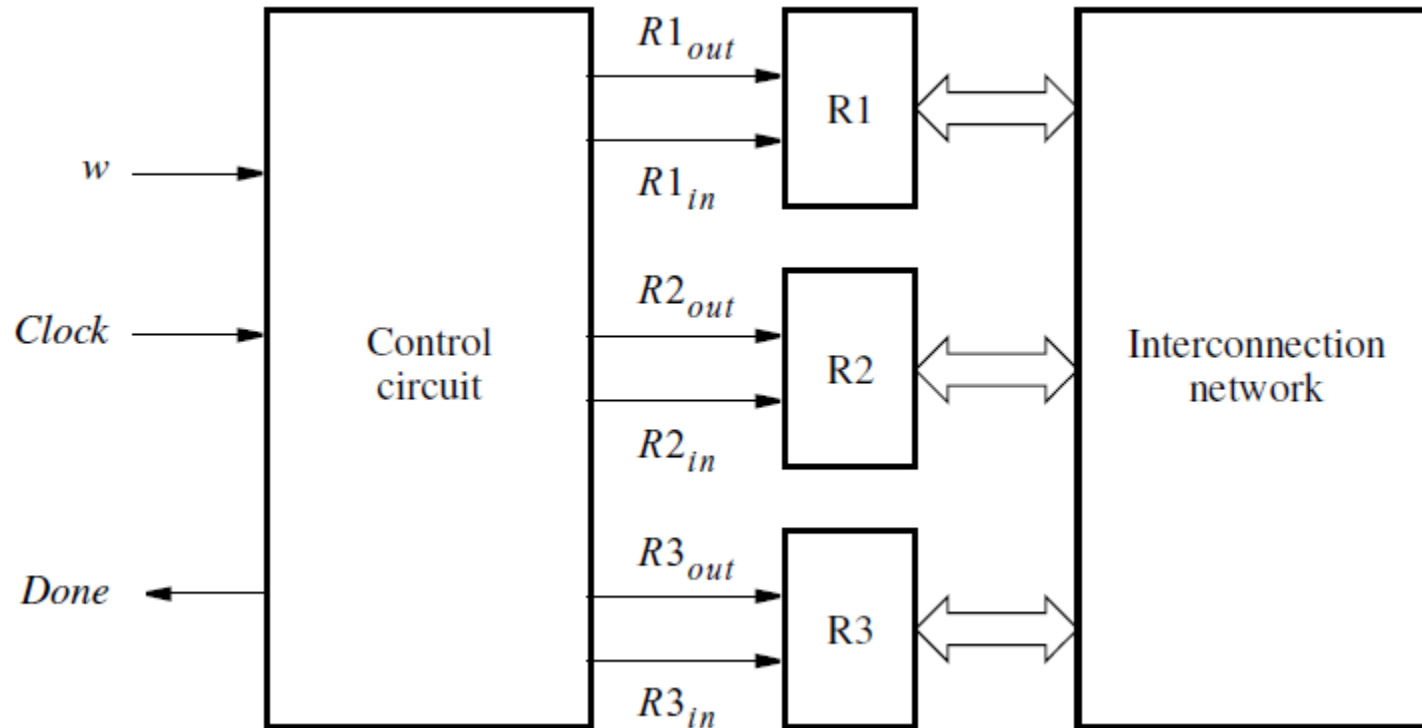 w
Clock
Done
Control
circuit
R1out
R1in
R2out
R2in
R3out
R3in
R1
R2
R3
Interconnection
network